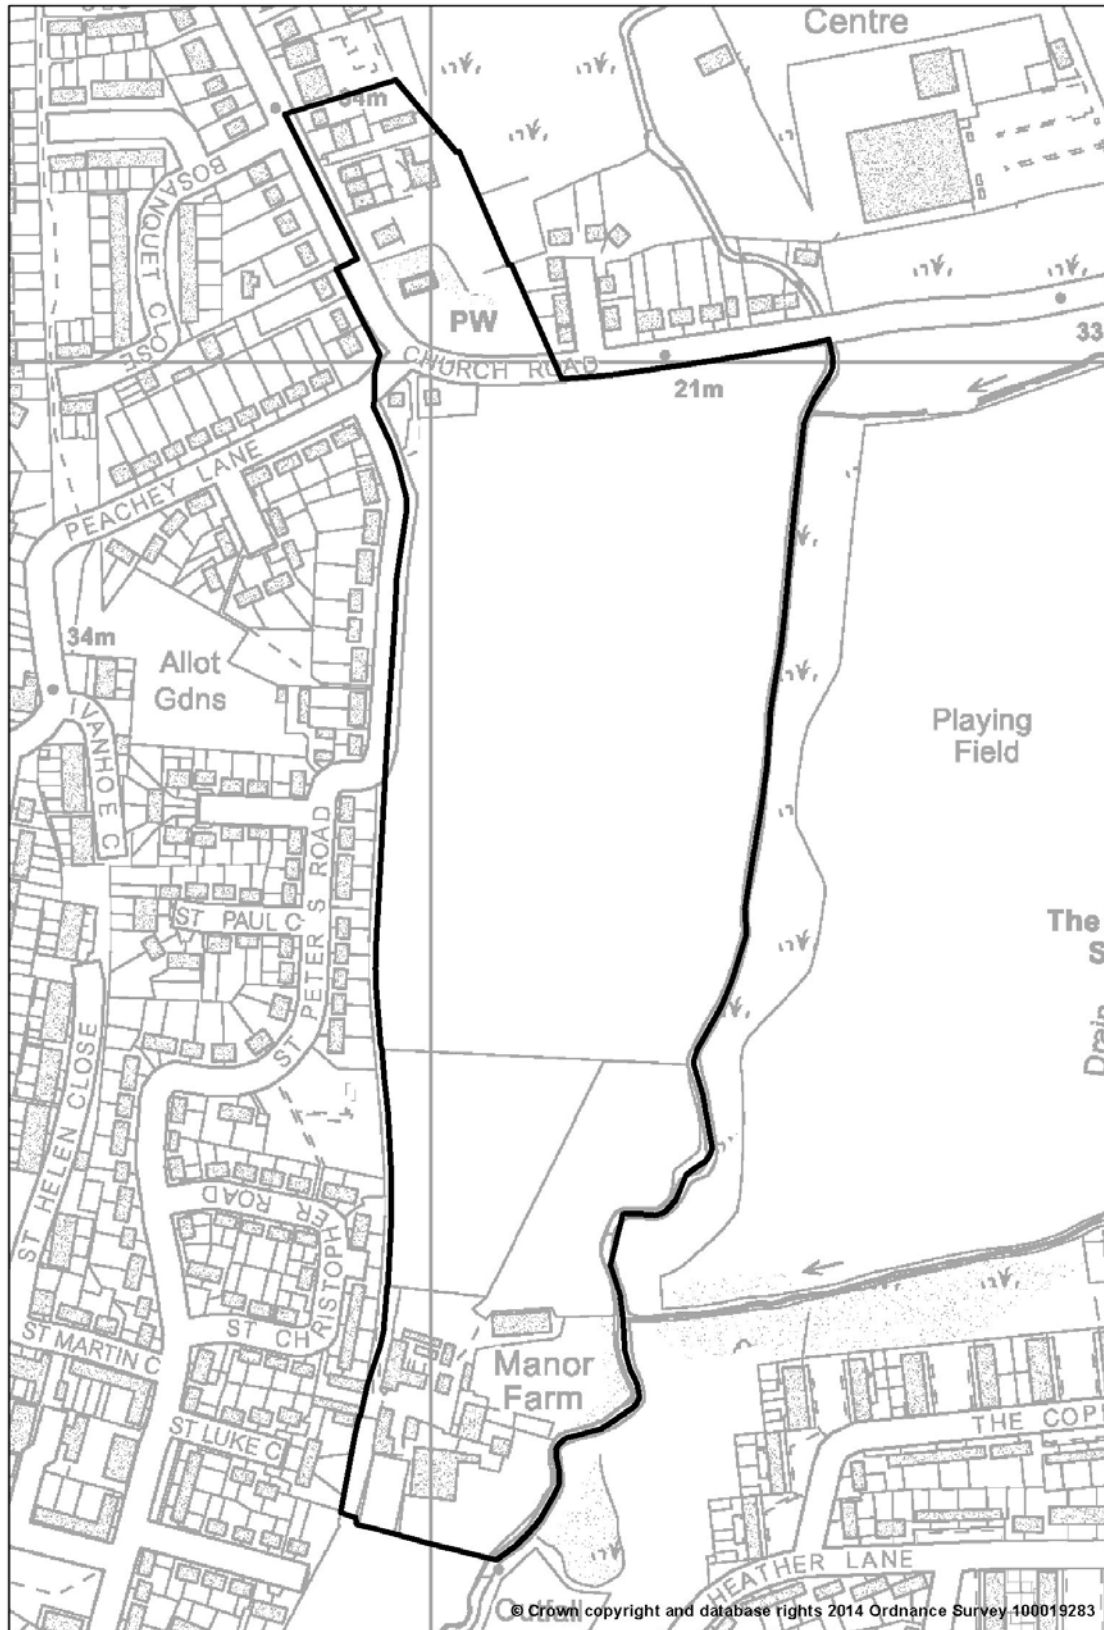 Centre
34m
BOSANQUET CLOSE
PW
CHURCH ROAD
33
21m
PEACHEY LANE
34m
Allot
Gdns
IVANHOE C
Playing
Field
ST PAUL C
ST PETER S ROAD
The
S
Drain
ST HELEN CLOSE
ST CHRISTOPHER ROAD
ST MARTIN C
Manor
Farm
ST LUKE C
THE COP
HEATHER LANE
© Crown copyright and database rights 2014 Ordnance Survey 100019283